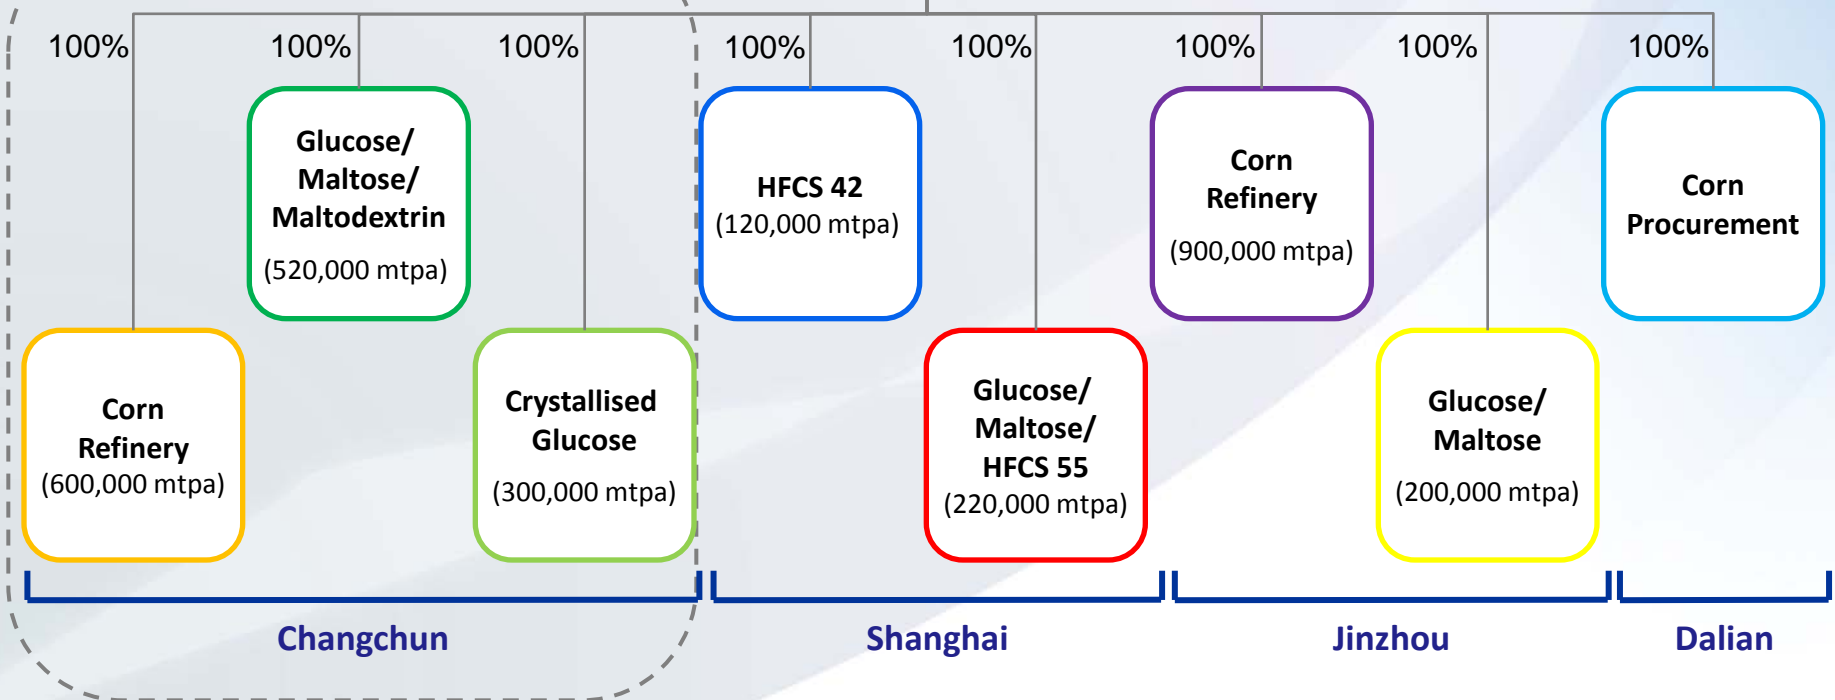 100%
100%
100%
100%
100%
100%
100%
100%
Glucose/
Maltose/
Maltodextrin
(520,000 mtpa)
HFCS 42
(120,000 mtpa)
Corn
Refinery
(900,000 mtpa)
Corn
Procurement
Corn
Refinery
(600,000 mtpa)
Crystallised
Glucose
(300,000 mtpa)
Glucose/
Maltose/
HFCS 55
(220,000 mtpa)
Glucose/
Maltose
(200,000 mtpa)
Changchun
Shanghai
Jinzhou
Dalian